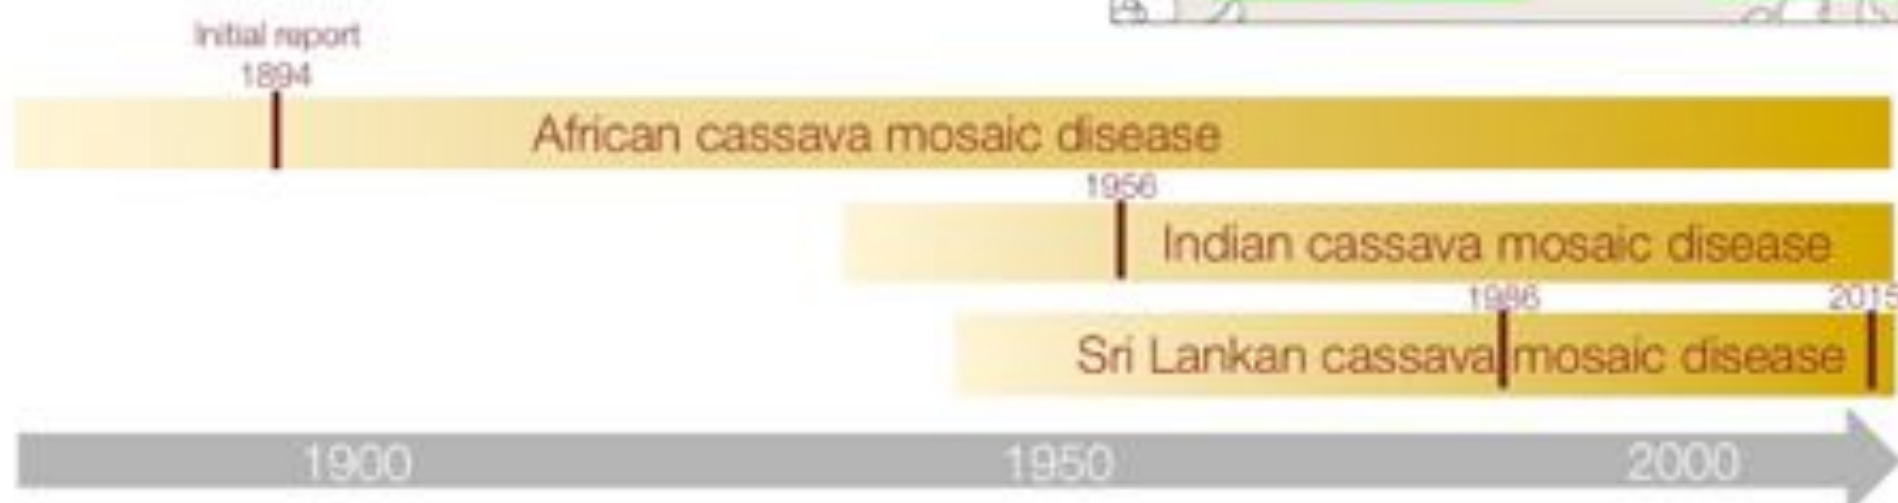 Initial report
1894
African cassava mosaic disease
1956
Indian cassava mosaic disease
1986
2015
Sri Lankan cassava mosaic disease
1900 1950 2000